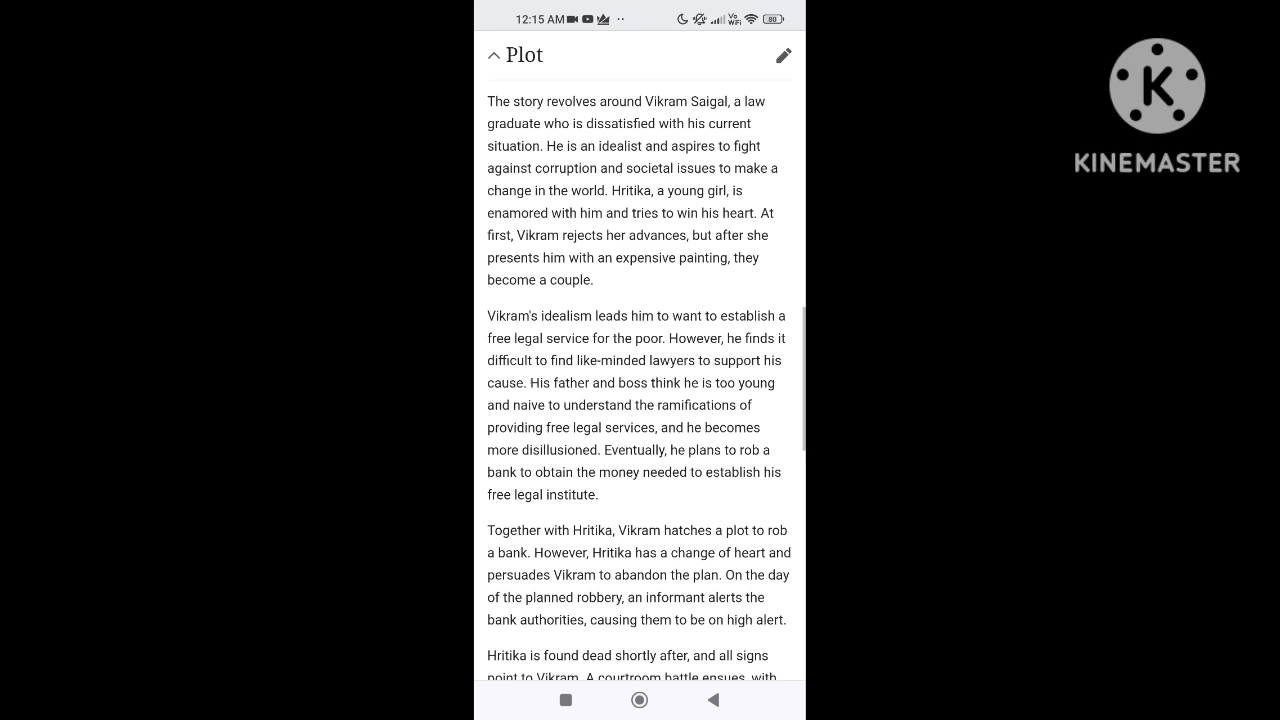 12:15 AM
Vo
WiFi
80
Plot
The story revolves around Vikram Saigal, a law
graduate who is dissatisfied with his current
situation. He is an idealist and aspires to fight
against corruption and societal issues to make a
change in the world. Hritika, a young girl, is
enamored with him and tries to win his heart. At
first, Vikram rejects her advances, but after she
presents him with an expensive painting, they
become a couple.
Vikram's idealism leads him to want to establish a
free legal service for the poor. However, he finds it
difficult to find like-minded lawyers to support his
cause. His father and boss think he is too young
and naive to understand the ramifications of
providing free legal services, and he becomes
more disillusioned. Eventually, he plans to rob a
bank to obtain the money needed to establish his
free legal institute.
Together with Hritika, Vikram hatches a plot to rob
a bank. However, Hritika has a change of heart and
persuades Vikram to abandon the plan. On the day
of the planned robbery, an informant alerts the
bank authorities, causing them to be on high alert.
Hritika is found dead shortly after, and all signs
point to Vikram. A courtroom battle ensues, with
K
KINEMASTER